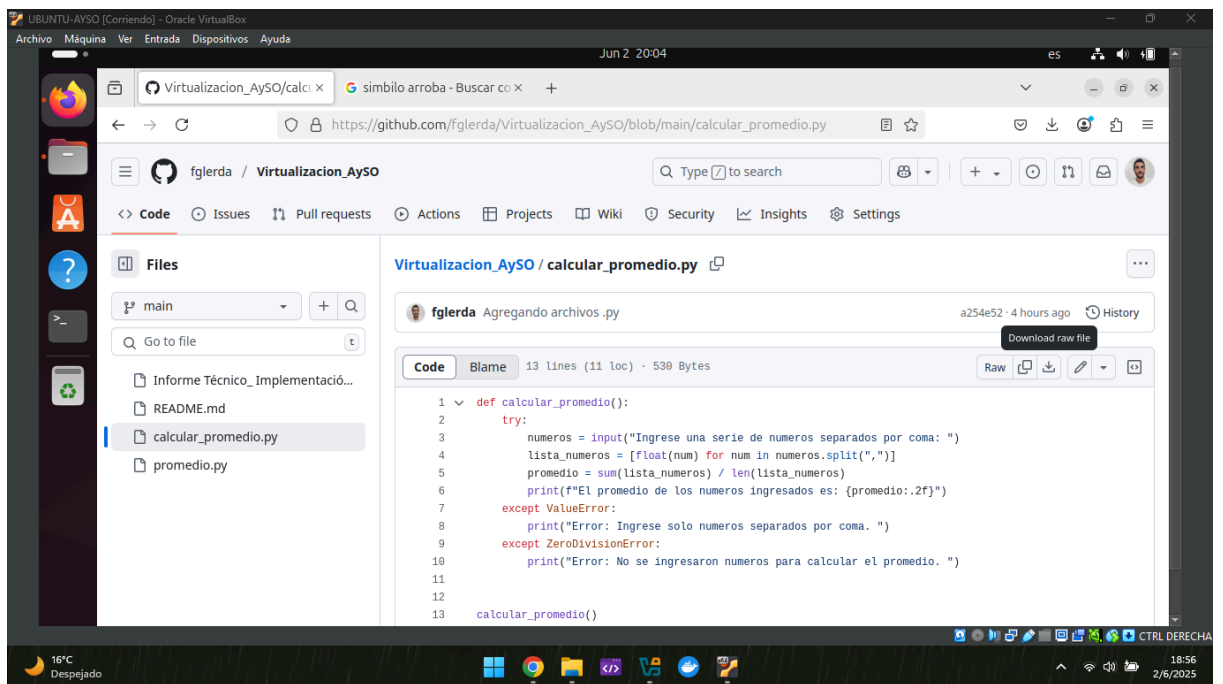 UBUNTU-AYSO [Corriendo] - Oracle VirtualBox
Archivo Máquina Ver Entrada Dispositivos Ayuda
Jun 2 20:04
es
Virtualizacion_AySO/calcu
simbilo arroba - Buscar co
https://github.com/fglerda/Virtualizacion_AySO/blob/main/calcular_promedio.py
fglerda / Virtualizacion_AySO
Type / to search
Code Issues Pull requests Actions Projects Wiki Security Insights Settings
Files
main
Go to file t
Informe Técnico_ Implementació...
README.md
calcular_promedio.py
promedio.py
Virtualizacion_AySO / calcular_promedio.py
fglerda Agregando archivos .py
a254e52 · 4 hours ago History
Download raw file
Code Blame 13 lines (11 loc) · 530 Bytes
Raw
1 def calcular_promedio():
2 try:
3 numeros = input("Ingrese una serie de numeros separados por coma: ")
4 lista_numeros = [float(num) for num in numeros.split(",")]
5 promedio = sum(lista_numeros) / len(lista_numeros)
6 print(f"El promedio de los numeros ingresados es: {promedio:.2f}")
7 except ValueError:
8 print("Error: Ingrese solo numeros separados por coma. ")
9 except ZeroDivisionError:
10 print("Error: No se ingresaron numeros para calcular el promedio. ")
11
12
13 calcular_promedio()
CTRL DERECHA
16°C
Despejado
18:56
2/6/2025